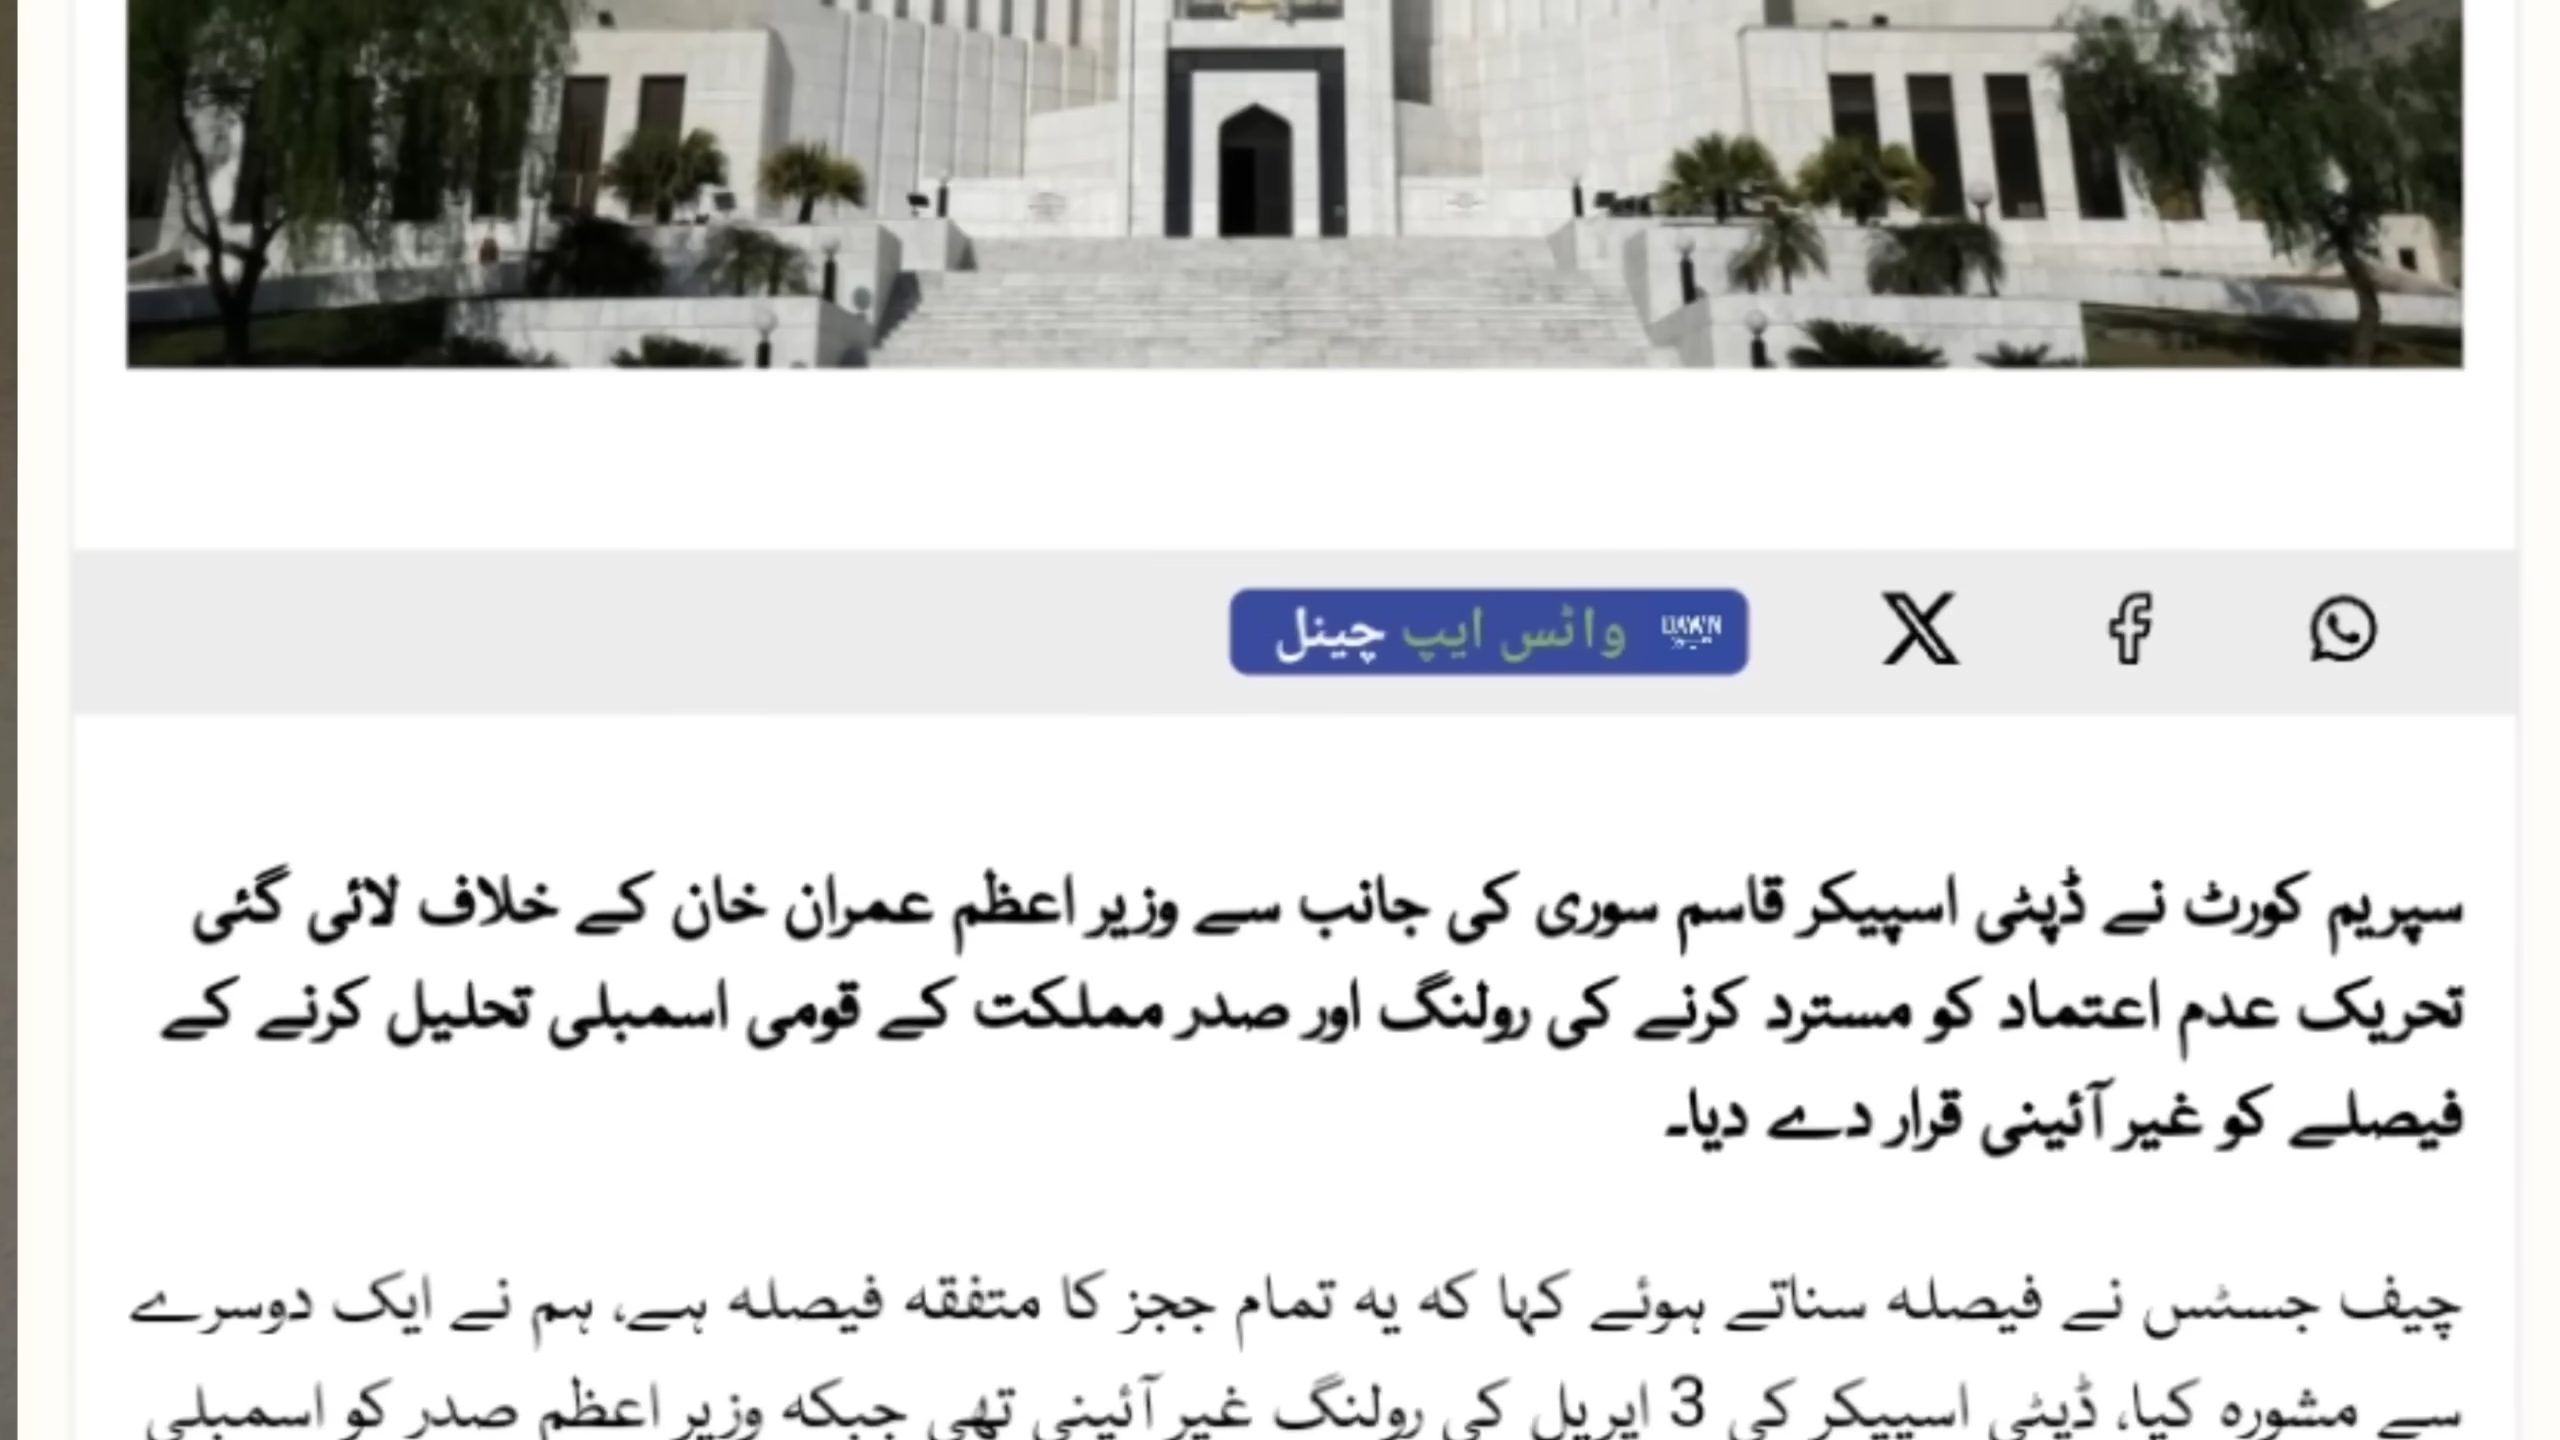 DAWN نیوز واٹس ایپ چینل
سپریم کورٹ نے ڈپٹی اسپیکر قاسم سوری کی جانب سے وزیر اعظم عمران خان کے خلاف لائی گئی
تحریک عدم اعتماد کو مسترد کرنے کی رولنگ اور صدر مملکت کے قومی اسمبلی تحلیل کرنے کے
فیصلے کو غیر آئینی قرار دے دیا۔
چیف جسٹس نے فیصلہ سناتے ہوئے کہا کہ یہ تمام ججز کا متفقہ فیصلہ ہے، ہم نے ایک دوسرے
سے مشورہ کیا، ڈپٹی اسپیکر کی 3 اپریل کی رولنگ غیر آئینی تھی جبکہ وزیر اعظم صدر کو اسمبلی